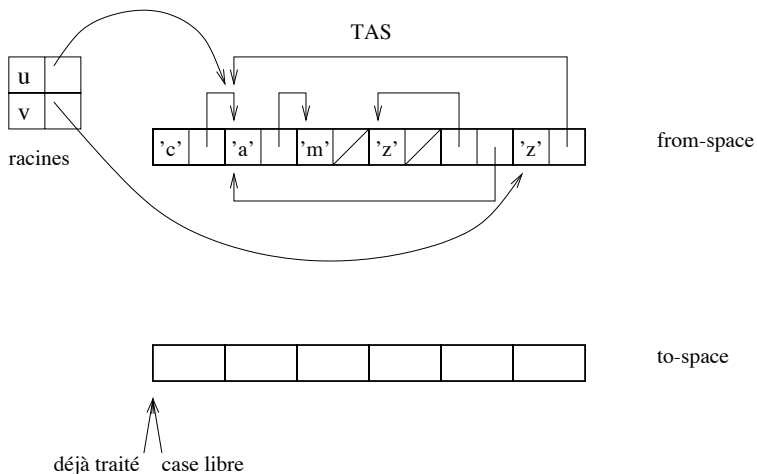 TAS
u
v
racines
'c' 'a' 'm' 'z' 'z'
from-space
to-space
déjà traité case libre